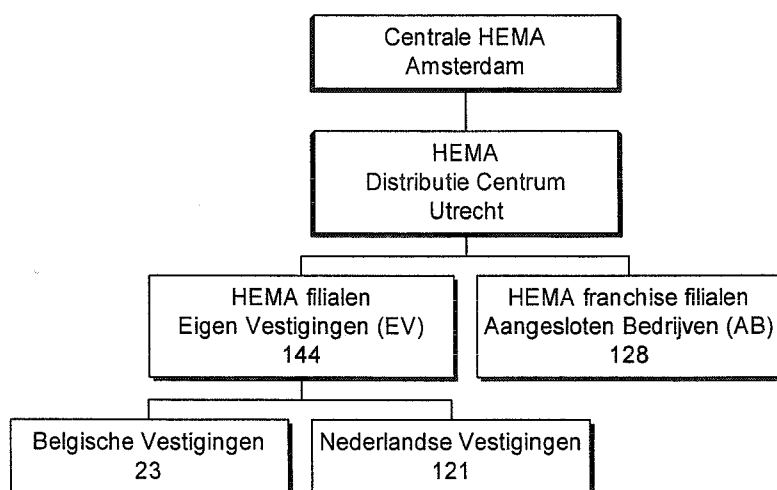 Centrale HEMA
Amsterdam
HEMA
Distributie Centrum
Utrecht
HEMA filialen
Eigen Vestigingen (EV)
144
HEMA franchise filialen
Aangesloten Bedrijven (AB)
128
Belgische Vestigingen
23
Nederlandse Vestigingen
121